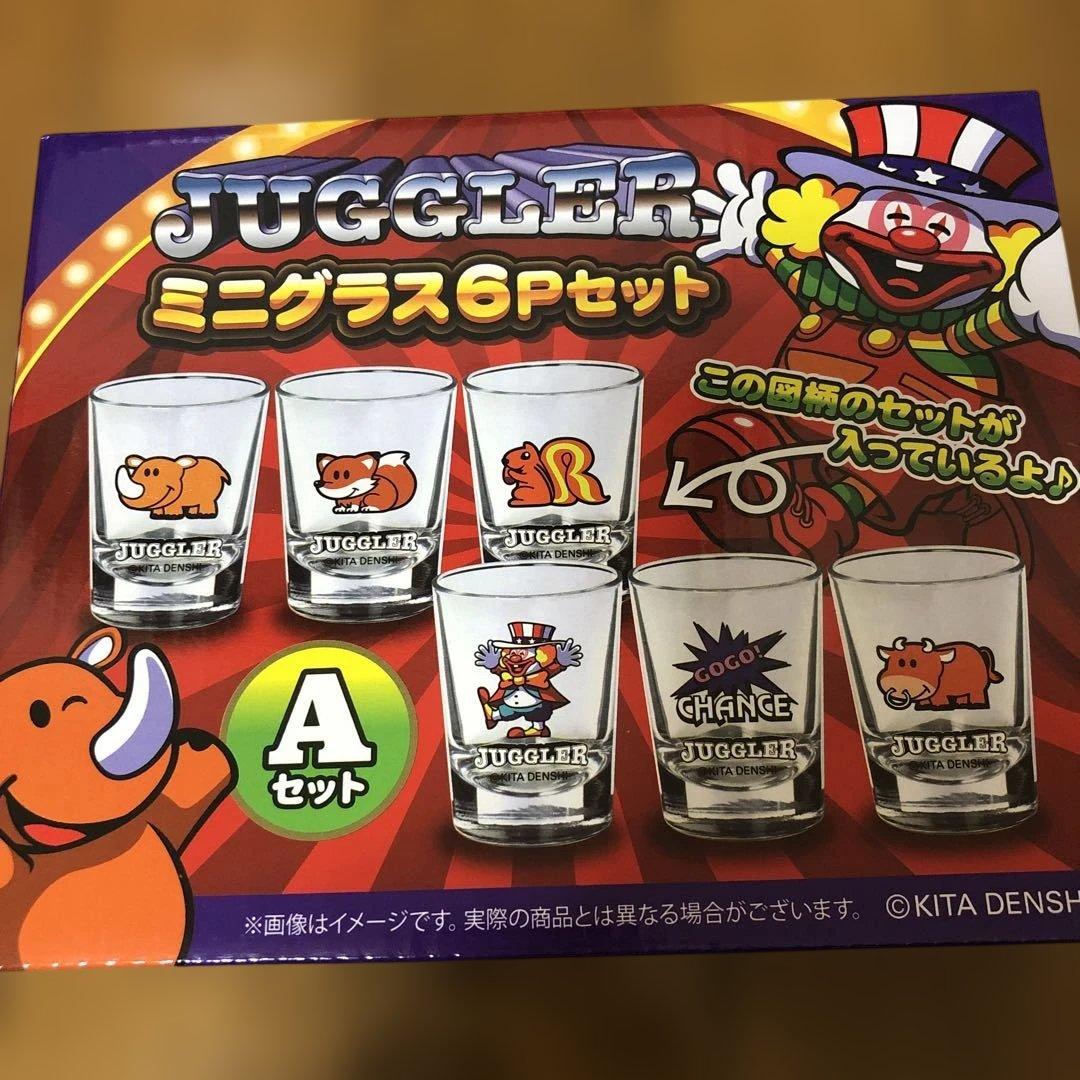 JUGGLER
ミニグラス6Pセット
この図柄のセットが
入っているよ♪
JUGGLER
©KITA DENSHI
JUGGLER
©KITA DENSHI
R
JUGGLER
©KITA DENSHI
JUGGLER
©KITA DENSHI
GOGO!
CHANCE
JUGGLER
©KITA DENSHI
JUGGLER
©KITA DENSHI
A
セット
※画像はイメージです。実際の商品とは異なる場合がございます。
©KITA DENSH